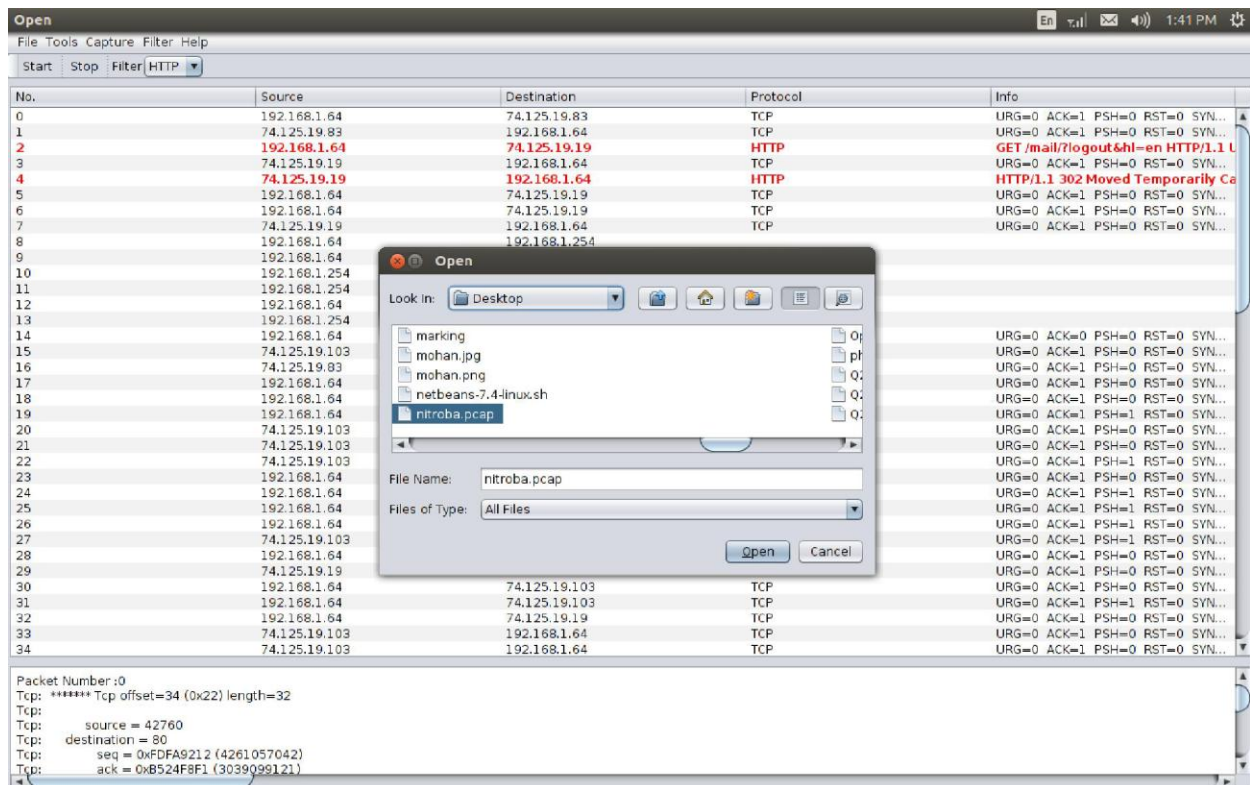 Open
En 1:41 PM
File Tools Capture Filter Help
Start Stop Filter HTTP
No. Source Destination Protocol Info
0 192.168.1.64 74.125.19.83 TCP URG=0 ACK=1 PSH=0 RST=0 SYN...
1 74.125.19.83 192.168.1.64 TCP URG=0 ACK=1 PSH=0 RST=0 SYN...
2 192.168.1.64 74.125.19.19 HTTP GET /mail/?logout&hl=en HTTP/1.1 U
3 74.125.19.19 192.168.1.64 TCP URG=0 ACK=1 PSH=0 RST=0 SYN...
4 74.125.19.19 192.168.1.64 HTTP HTTP/1.1 302 Moved Temporarily Ca
5 192.168.1.64 74.125.19.19 TCP URG=0 ACK=1 PSH=0 RST=0 SYN...
6 192.168.1.64 74.125.19.19 TCP URG=0 ACK=1 PSH=0 RST=0 SYN...
7 74.125.19.19 192.168.1.64 TCP URG=0 ACK=1 PSH=0 RST=0 SYN...
8 192.168.1.64 192.168.1.254
9 192.168.1.64
10 192.168.1.254
11 192.168.1.254
12 192.168.1.64
13 192.168.1.254
14 192.168.1.64 URG=0 ACK=0 PSH=0 RST=0 SYN...
15 74.125.19.103 URG=0 ACK=1 PSH=0 RST=0 SYN...
16 74.125.19.83 URG=0 ACK=1 PSH=0 RST=0 SYN...
17 192.168.1.64 URG=0 ACK=1 PSH=0 RST=0 SYN...
18 192.168.1.64 URG=0 ACK=1 PSH=0 RST=0 SYN...
19 192.168.1.64 URG=0 ACK=1 PSH=1 RST=0 SYN...
20 74.125.19.103 URG=0 ACK=1 PSH=0 RST=0 SYN...
21 74.125.19.103 URG=0 ACK=1 PSH=0 RST=0 SYN...
22 74.125.19.103 URG=0 ACK=1 PSH=1 RST=0 SYN...
23 192.168.1.64 URG=0 ACK=1 PSH=0 RST=0 SYN...
24 192.168.1.64 URG=0 ACK=1 PSH=1 RST=0 SYN...
25 192.168.1.64 URG=0 ACK=1 PSH=1 RST=0 SYN...
26 192.168.1.64 URG=0 ACK=1 PSH=1 RST=0 SYN...
27 74.125.19.103 URG=0 ACK=1 PSH=1 RST=0 SYN...
28 192.168.1.64 URG=0 ACK=1 PSH=0 RST=0 SYN...
29 74.125.19.19 URG=0 ACK=1 PSH=0 RST=0 SYN...
30 192.168.1.64 74.125.19.103 TCP URG=0 ACK=1 PSH=0 RST=0 SYN...
31 192.168.1.64 74.125.19.103 TCP URG=0 ACK=1 PSH=1 RST=0 SYN...
32 192.168.1.64 74.125.19.19 TCP URG=0 ACK=1 PSH=0 RST=0 SYN...
33 74.125.19.103 192.168.1.64 TCP URG=0 ACK=1 PSH=0 RST=0 SYN...
34 74.125.19.103 192.168.1.64 TCP URG=0 ACK=1 PSH=0 RST=0 SYN...
Open
Look In: Desktop
marking
mohan.jpg
mohan.png
netbeans-7.4-linux.sh
nitroba.pcap
File Name: nitroba.pcap
Files of Type: All Files
Open Cancel
Packet Number :0
Tcp: ******* Tcp offset=34 (0x22) length=32
Tcp:
Tcp: source = 42760
Tcp: destination = 80
Tcp: seq = 0xFDFA9212 (4261057042)
Tcp: ack = 0xB524F8F1 (3039099121)